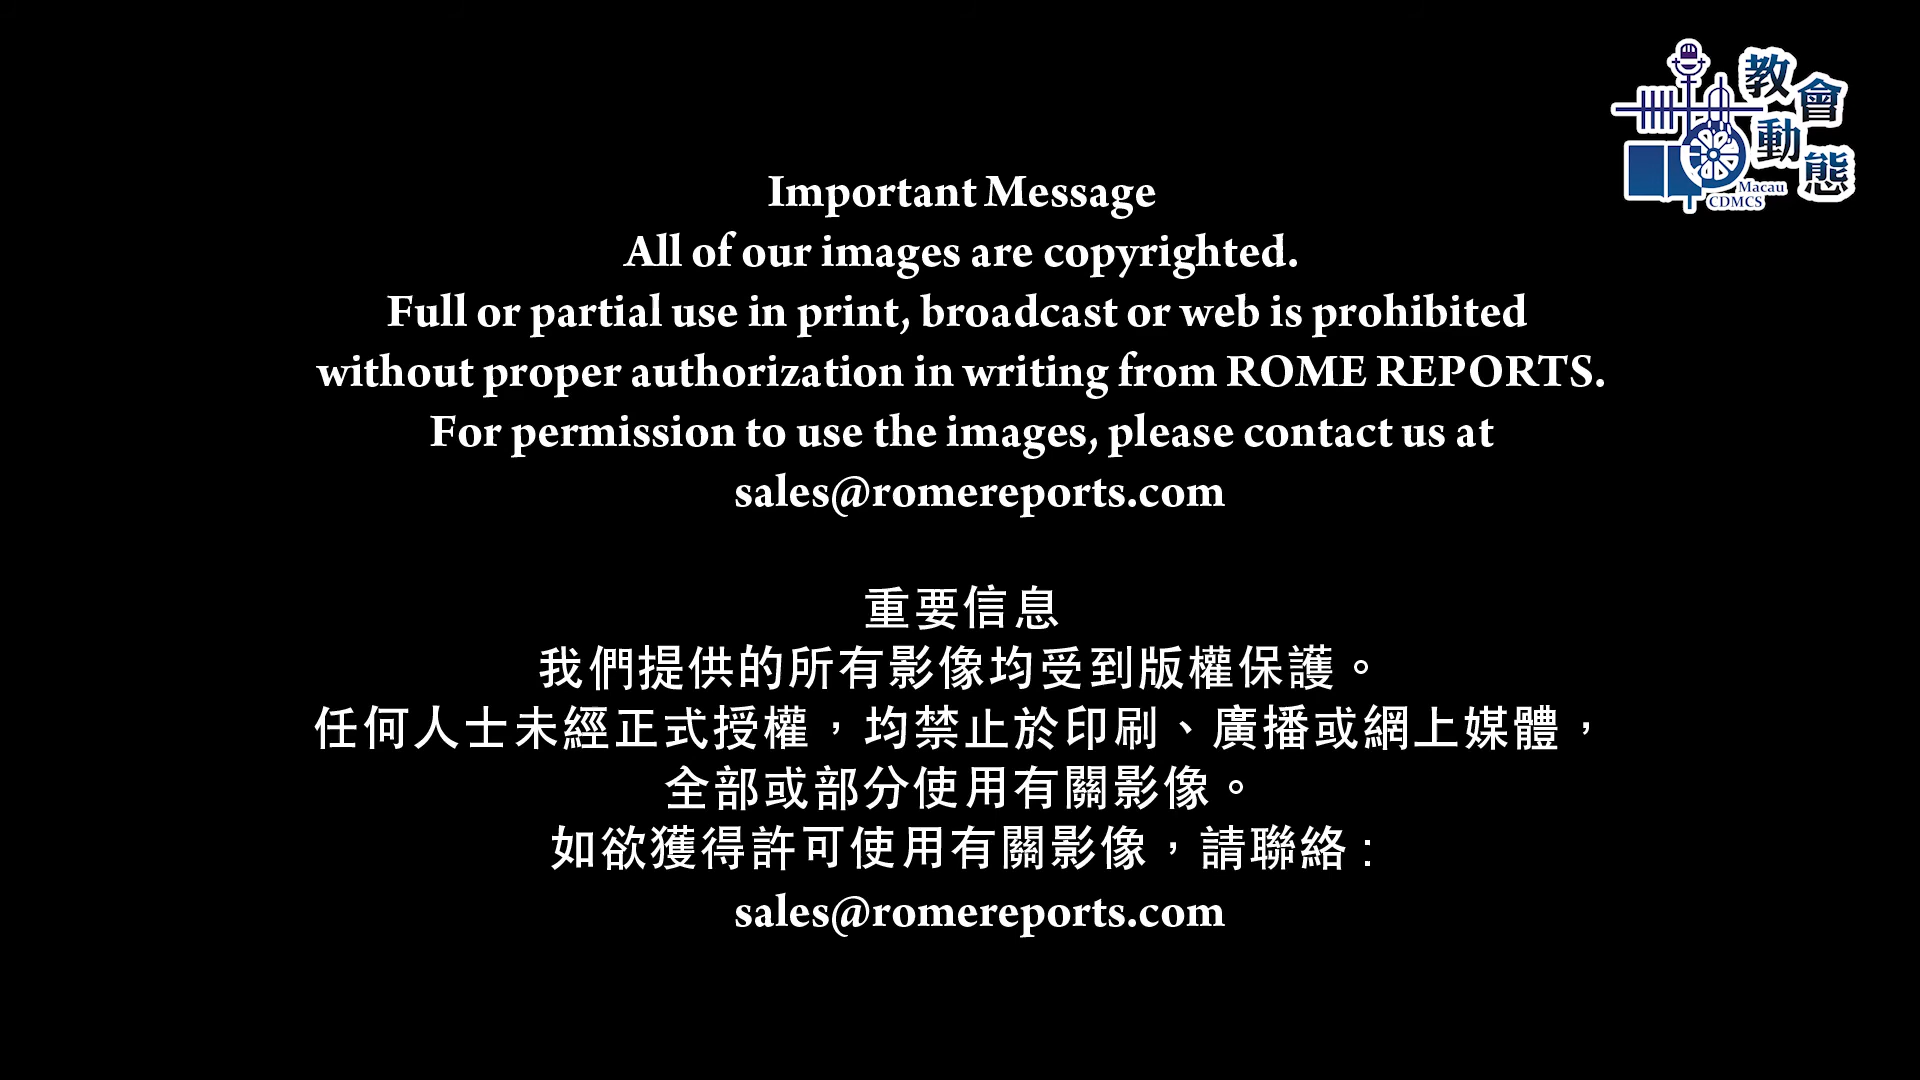 教會動態
Macau
CDMCS
Important Message
All of our images are copyrighted.
Full or partial use in print, broadcast or web is prohibited
without proper authorization in writing from ROME REPORTS.
For permission to use the images, please contact us at
sales@romereports.com
重要信息
我們提供的所有影像均受到版權保護。
任何人士未經正式授權，均禁止於印刷、廣播或網上媒體，
全部或部分使用有關影像。
如欲獲得許可使用有關影像，請聯絡：
sales@romereports.com